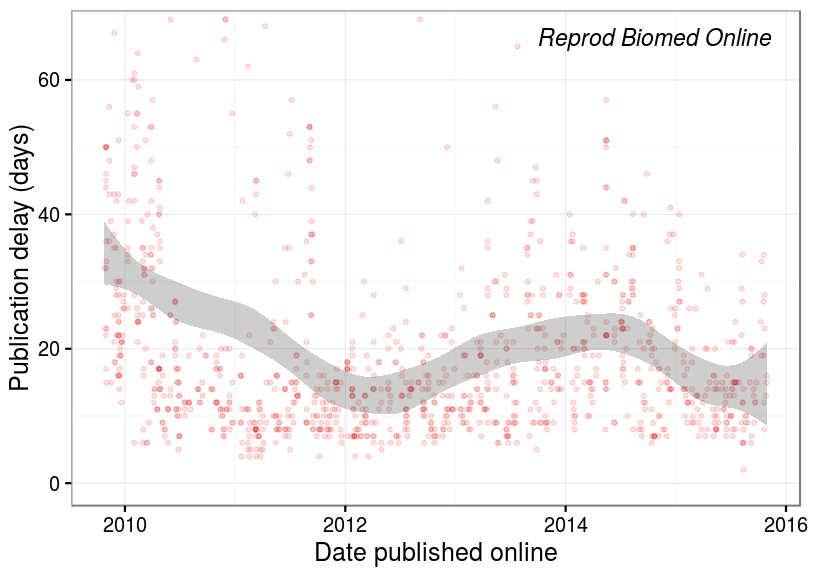 Reprod Biomed Online
Publication delay (days)
60
40
20
0
2010 2012 2014 2016
Date published online